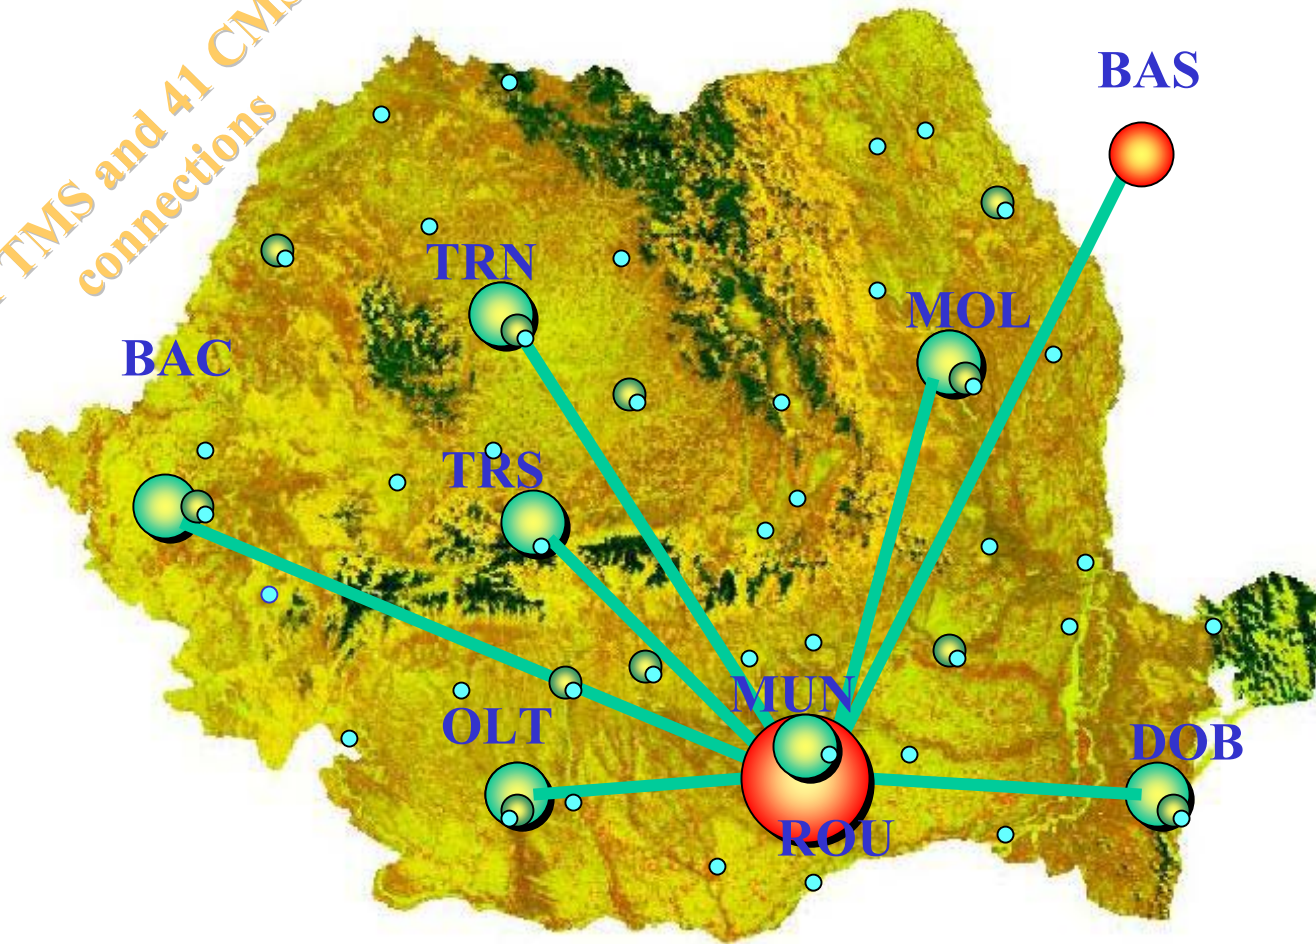 TMS and 41 CMS
connections
BAS
TRN
MOL
BAC
TRS
MUN
OLT
DOB
ROU